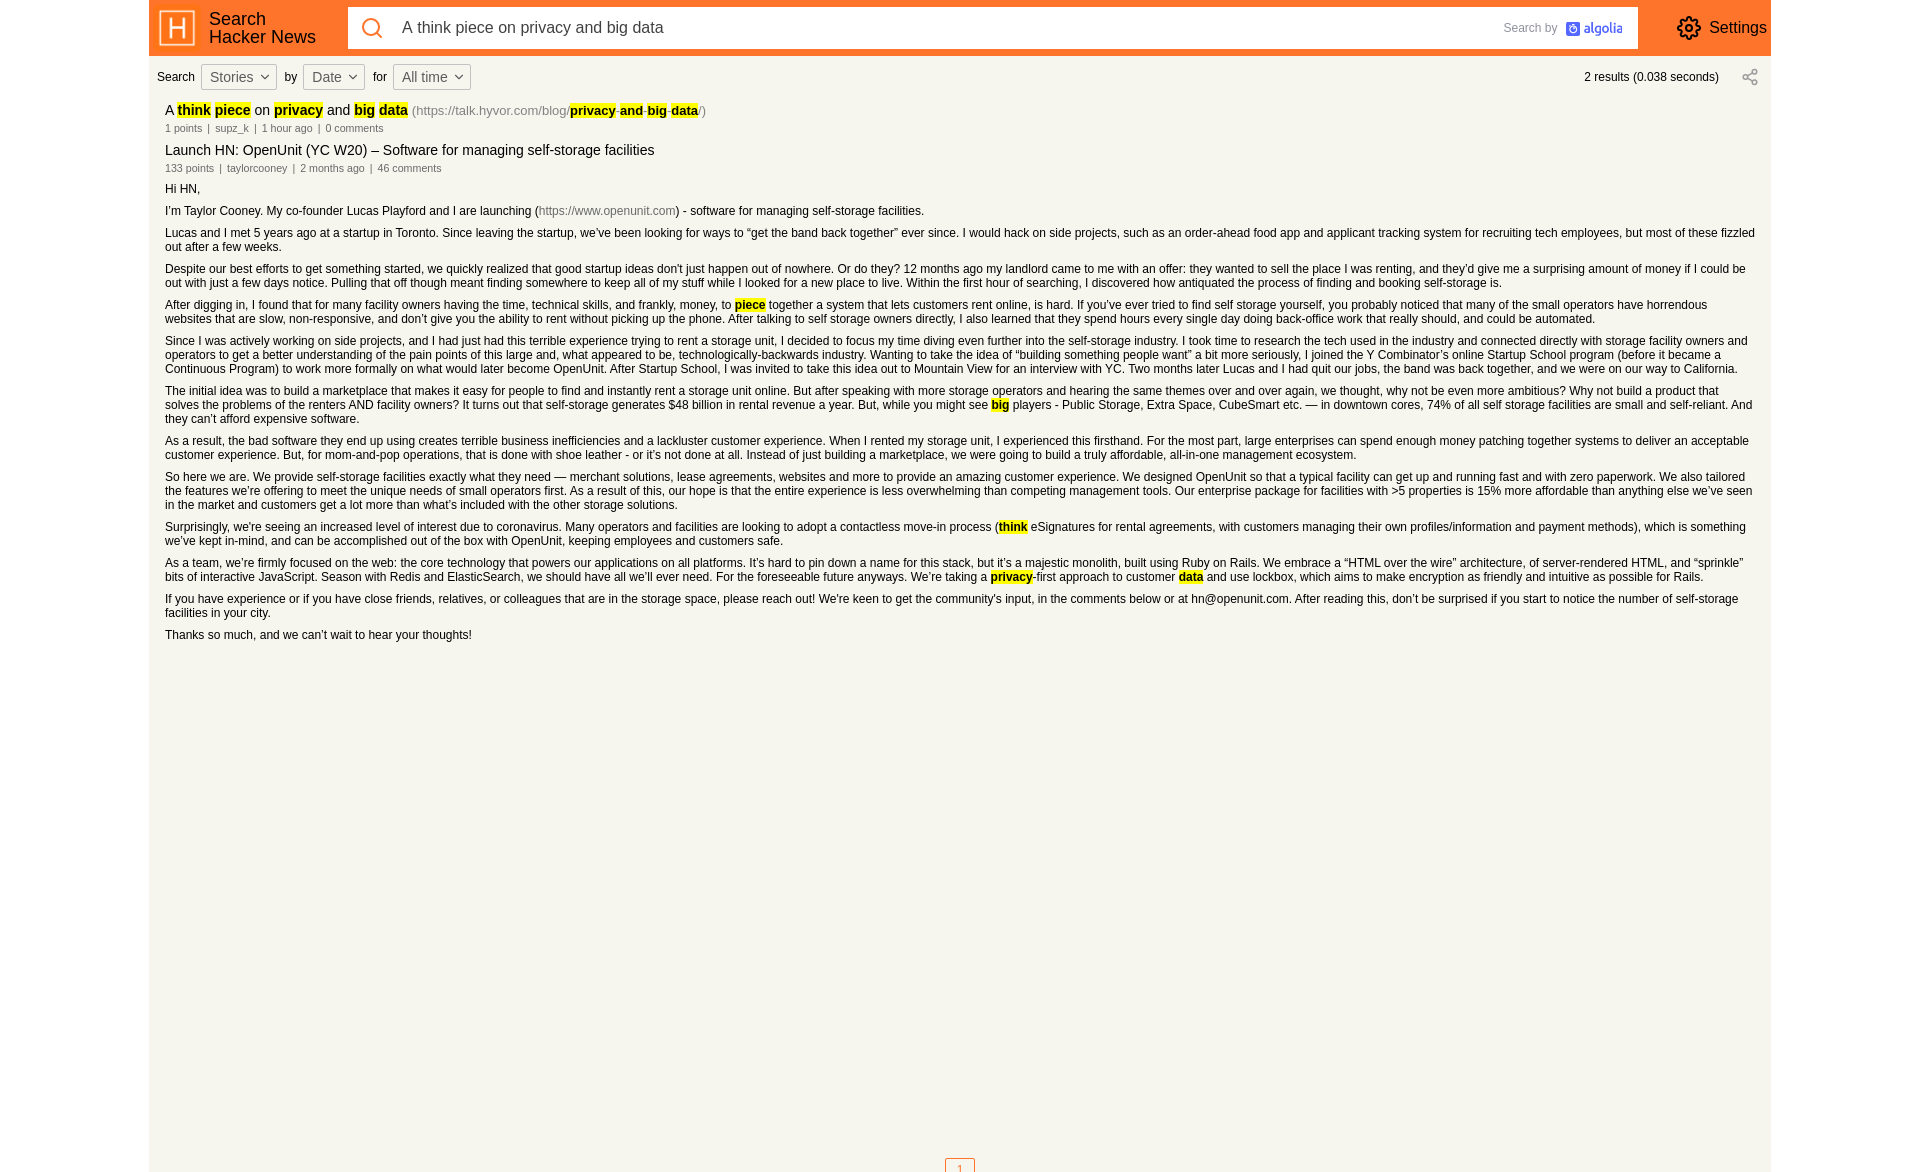 Search
Hacker News
A think piece on privacy and big data
Search by algolia
Settings
Search Stories by Date for All time
2 results (0.038 seconds)
A think piece on privacy and big data (https://talk.hyvor.com/blog/privacy-and-big-data/)
1 points | supz_k | 1 hour ago | 0 comments
Launch HN: OpenUnit (YC W20) – Software for managing self-storage facilities
133 points | taylorcooney | 2 months ago | 46 comments
Hi HN,
I’m Taylor Cooney. My co-founder Lucas Playford and I are launching (https://www.openunit.com) - software for managing self-storage facilities.
Lucas and I met 5 years ago at a startup in Toronto. Since leaving the startup, we’ve been looking for ways to “get the band back together” ever since. I would hack on side projects, such as an order-ahead food app and applicant tracking system for recruiting tech employees, but most of these fizzled
out after a few weeks.
Despite our best efforts to get something started, we quickly realized that good startup ideas don't just happen out of nowhere. Or do they? 12 months ago my landlord came to me with an offer: they wanted to sell the place I was renting, and they’d give me a surprising amount of money if I could be
out with just a few days notice. Pulling that off though meant finding somewhere to keep all of my stuff while I looked for a new place to live. Within the first hour of searching, I discovered how antiquated the process of finding and booking self-storage is.
After digging in, I found that for many facility owners having the time, technical skills, and frankly, money, to piece together a system that lets customers rent online, is hard. If you’ve ever tried to find self storage yourself, you probably noticed that many of the small operators have horrendous
websites that are slow, non-responsive, and don’t give you the ability to rent without picking up the phone. After talking to self storage owners directly, I also learned that they spend hours every single day doing back-office work that really should, and could be automated.
Since I was actively working on side projects, and I had just had this terrible experience trying to rent a storage unit, I decided to focus my time diving even further into the self-storage industry. I took time to research the tech used in the industry and connected directly with storage facility owners and
operators to get a better understanding of the pain points of this large and, what appeared to be, technologically-backwards industry. Wanting to take the idea of “building something people want” a bit more seriously, I joined the Y Combinator’s online Startup School program (before it became a
Continuous Program) to work more formally on what would later become OpenUnit. After Startup School, I was invited to take this idea out to Mountain View for an interview with YC. Two months later Lucas and I had quit our jobs, the band was back together, and we were on our way to California.
The initial idea was to build a marketplace that makes it easy for people to find and instantly rent a storage unit online. But after speaking with more storage operators and hearing the same themes over and over again, we thought, why not be even more ambitious? Why not build a product that
solves the problems of the renters AND facility owners? It turns out that self-storage generates $48 billion in rental revenue a year. But, while you might see big players - Public Storage, Extra Space, CubeSmart etc. — in downtown cores, 74% of all self storage facilities are small and self-reliant. And
they can’t afford expensive software.
As a result, the bad software they end up using creates terrible business inefficiencies and a lackluster customer experience. When I rented my storage unit, I experienced this firsthand. For the most part, large enterprises can spend enough money patching together systems to deliver an acceptable
customer experience. But, for mom-and-pop operations, that is done with shoe leather - or it’s not done at all. Instead of just building a marketplace, we were going to build a truly affordable, all-in-one management ecosystem.
So here we are. We provide self-storage facilities exactly what they need — merchant solutions, lease agreements, websites and more to provide an amazing customer experience. We designed OpenUnit so that a typical facility can get up and running fast and with zero paperwork. We also tailored
the features we’re offering to meet the unique needs of small operators first. As a result of this, our hope is that the entire experience is less overwhelming than competing management tools. Our enterprise package for facilities with >5 properties is 15% more affordable than anything else we’ve seen
in the market and customers get a lot more than what’s included with the other storage solutions.
Surprisingly, we're seeing an increased level of interest due to coronavirus. Many operators and facilities are looking to adopt a contactless move-in process (think eSignatures for rental agreements, with customers managing their own profiles/information and payment methods), which is something
we’ve kept in-mind, and can be accomplished out of the box with OpenUnit, keeping employees and customers safe.
As a team, we’re firmly focused on the web: the core technology that powers our applications on all platforms. It’s hard to pin down a name for this stack, but it’s a majestic monolith, built using Ruby on Rails. We embrace a “HTML over the wire” architecture, of server-rendered HTML, and “sprinkle”
bits of interactive JavaScript. Season with Redis and ElasticSearch, we should have all we’ll ever need. For the foreseeable future anyways. We’re taking a privacy-first approach to customer data and use lockbox, which aims to make encryption as friendly and intuitive as possible for Rails.
If you have experience or if you have close friends, relatives, or colleagues that are in the storage space, please reach out! We're keen to get the community's input, in the comments below or at hn@openunit.com. After reading this, don’t be surprised if you start to notice the number of self-storage
facilities in your city.
Thanks so much, and we can’t wait to hear your thoughts!
1